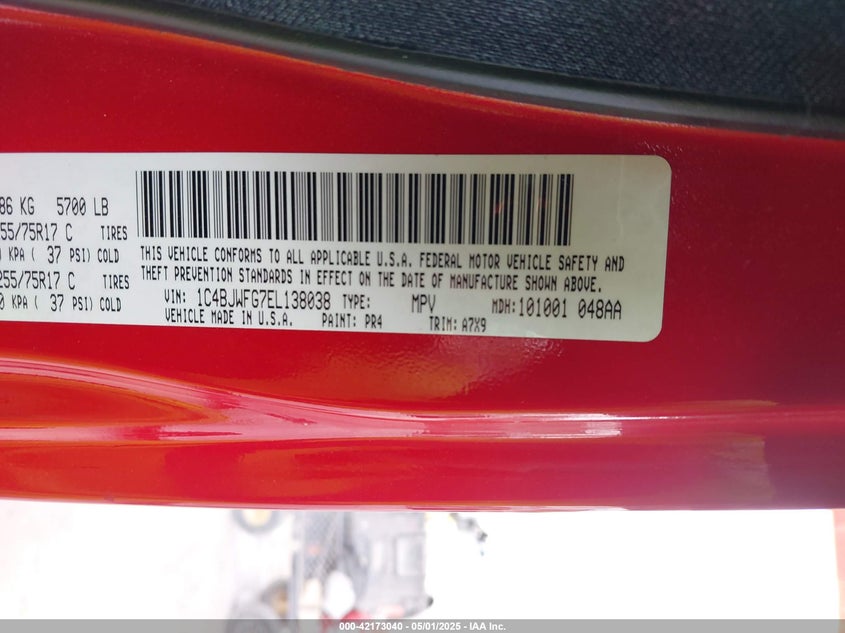 86 KG 5700 LB
55/75R17 C TIRES
KPA ( 37 PSI) COLD
255/75R17 C TIRES
0 KPA ( 37 PSI) COLD
THIS VEHICLE CONFORMS TO ALL APPLICABLE U.S.A. FEDERAL MOTOR VEHICLE SAFETY AND
THEFT PREVENTION STANDARDS IN EFFECT ON THE DATE OF MANUFACTURE SHOWN ABOVE.
VIN: 1C4BJWFG7EL138038 TYPE: MPV MDH:101001 048AA
VEHICLE MADE IN U.S.A. PAINT: PR4 TRIM: A7X9
000-42173040 - 05/01/2025 - IAA Inc.